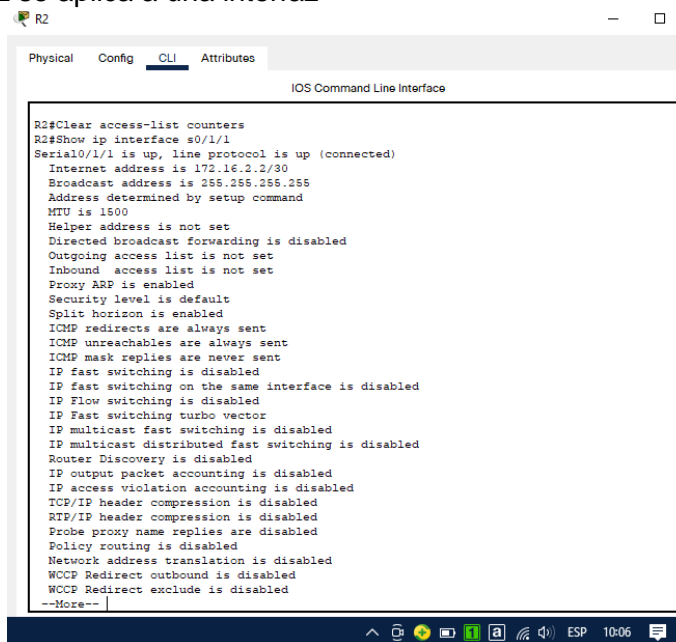 R2
Physical Config CLI Attributes
IOS Command Line Interface
R2#Clear access-list counters
R2#Show ip interface s0/1/1
Serial0/1/1 is up, line protocol is up (connected)
Internet address is 172.16.2.2/30
Broadcast address is 255.255.255.255
Address determined by setup command
MTU is 1500
Helper address is not set
Directed broadcast forwarding is disabled
Outgoing access list is not set
Inbound  access list is not set
Proxy ARP is enabled
Security level is default
Split horizon is enabled
ICMP redirects are always sent
ICMP unreachables are always sent
ICMP mask replies are never sent
IP fast switching is disabled
IP fast switching on the same interface is disabled
IP Flow switching is disabled
IP Fast switching turbo vector
IP multicast fast switching is disabled
IP multicast distributed fast switching is disabled
Router Discovery is disabled
IP output packet accounting is disabled
IP access violation accounting is disabled
TCP/IP header compression is disabled
RTP/IP header compression is disabled
Probe proxy name replies are disabled
Policy routing is disabled
Network address translation is disabled
WCCP Redirect outbound is disabled
WCCP Redirect exclude is disabled
--More--
1 a ESP 10:06